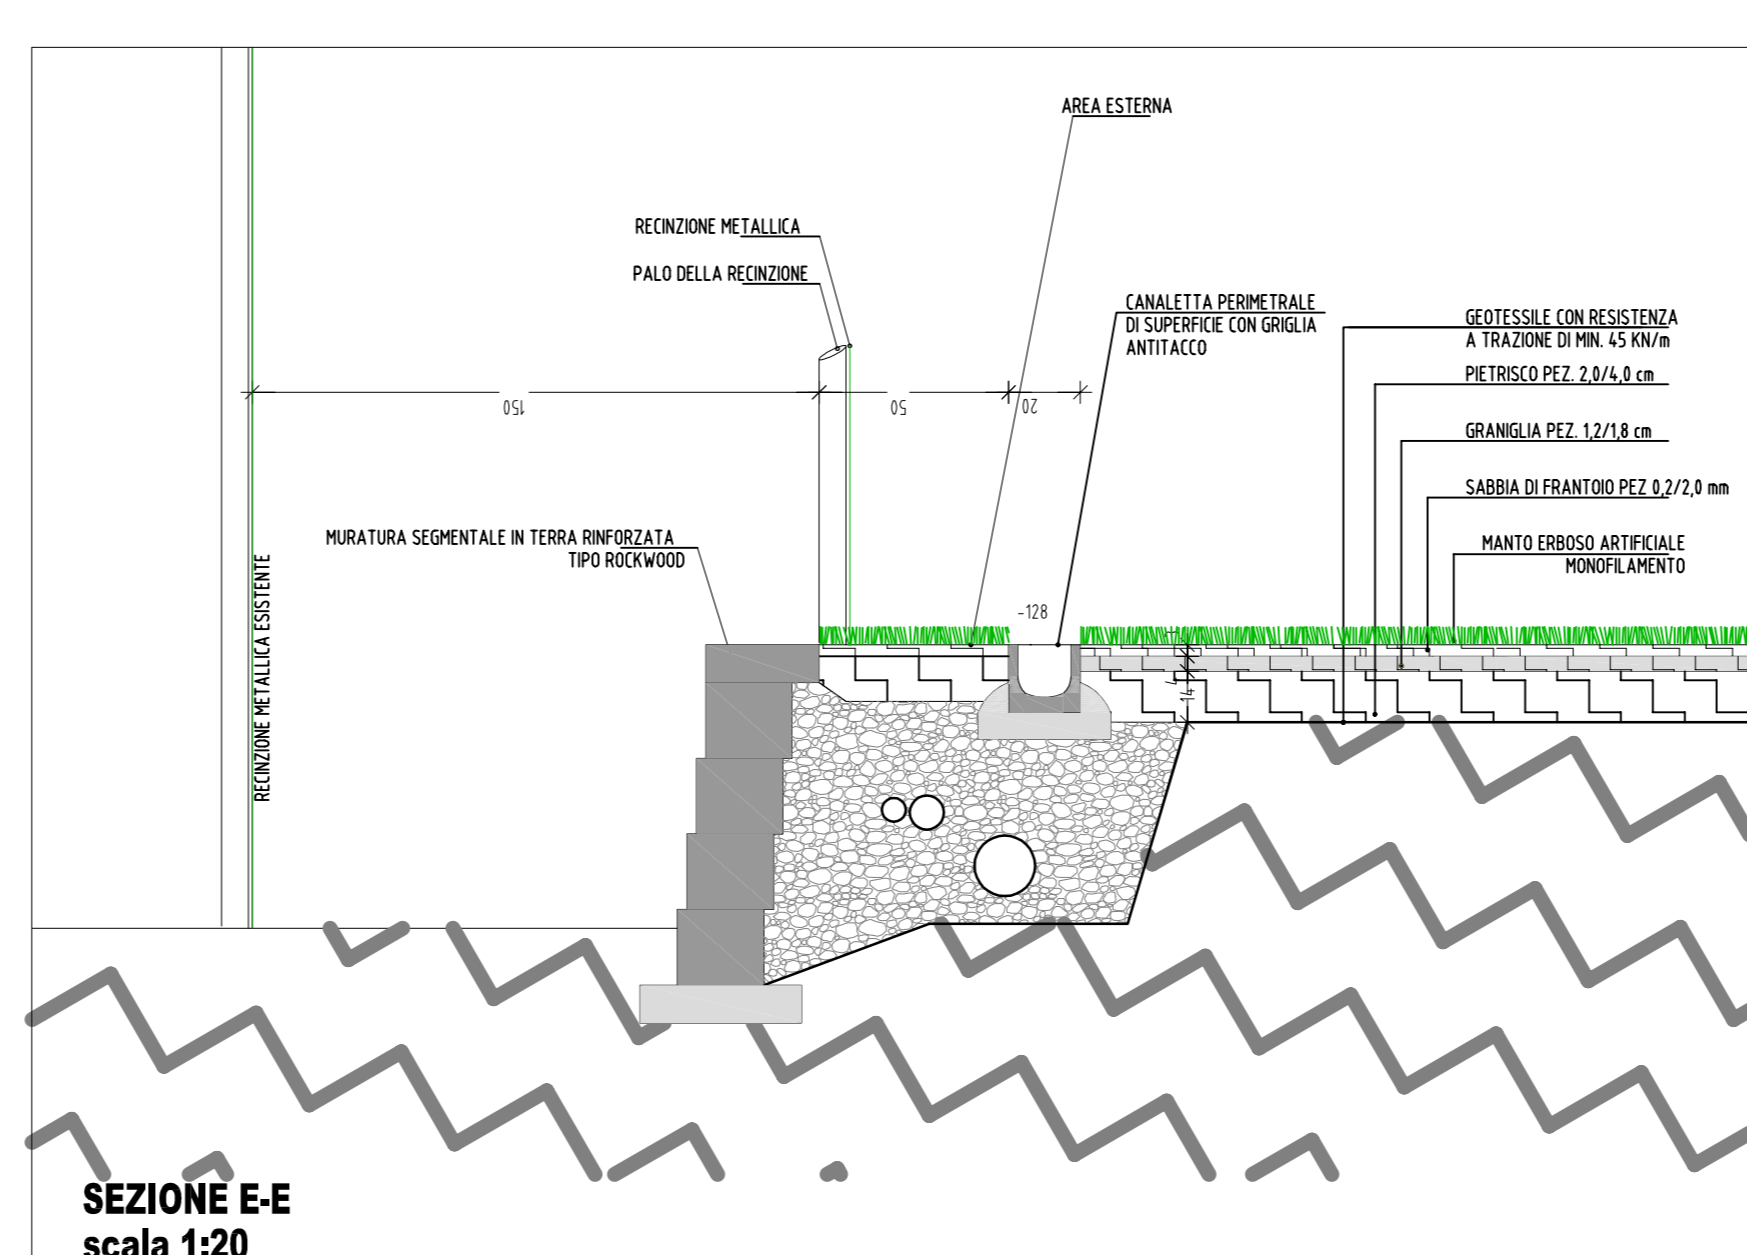 AREA ESTERNA
RECINZIONE METALLICA
PALO DELLA RECINZIONE
CANALETTA PERIMETRALE
DI SUPERFICIE CON GRIGLIA
ANTITACCO
GEOTESSILE CON RESISTENZA
A TRAZIONE DI MIN. 45 KN/m
PIETRISCO PEZ. 2,0/4,0 cm
GRANIGLIA PEZ. 1,2/1,8 cm
SABBIA DI FRANTOIO PEZ 0,2/2,0 mm
MANTO ERBOSO ARTIFICIALE
MONOFILAMENTO
150
50
20
MURATURA SEGMENTALE IN TERRA RINFORZATA
TIPO ROCKWOOD
RECINZIONE METALLICA ESISTENTE
-128
4
14
SEZIONE E-E
scala 1:20